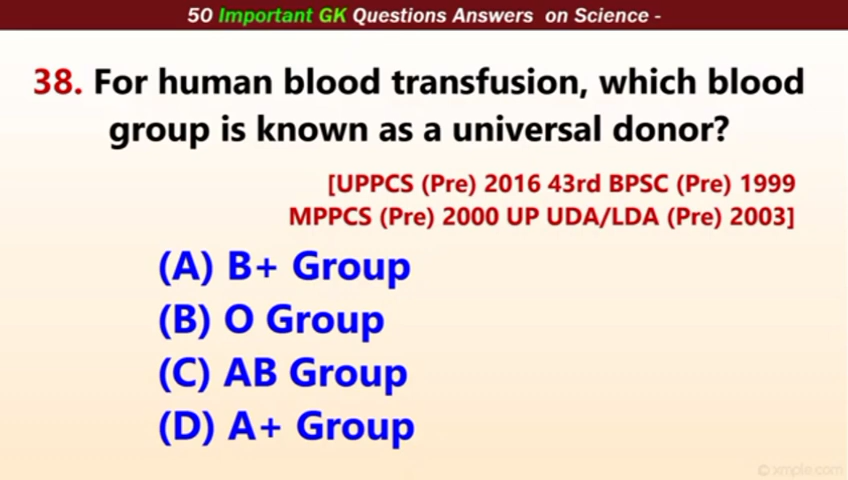 50 Important GK Questions Answers on Science -
38. For human blood transfusion, which blood
group is known as a universal donor?
[UPPCS (Pre) 2016 43rd BPSC (Pre) 1999
MPPCS (Pre) 2000 UP UDA/LDA (Pre) 2003]
(A) B+ Group
(B) O Group
(C) AB Group
(D) A+ Group
© xmple.com